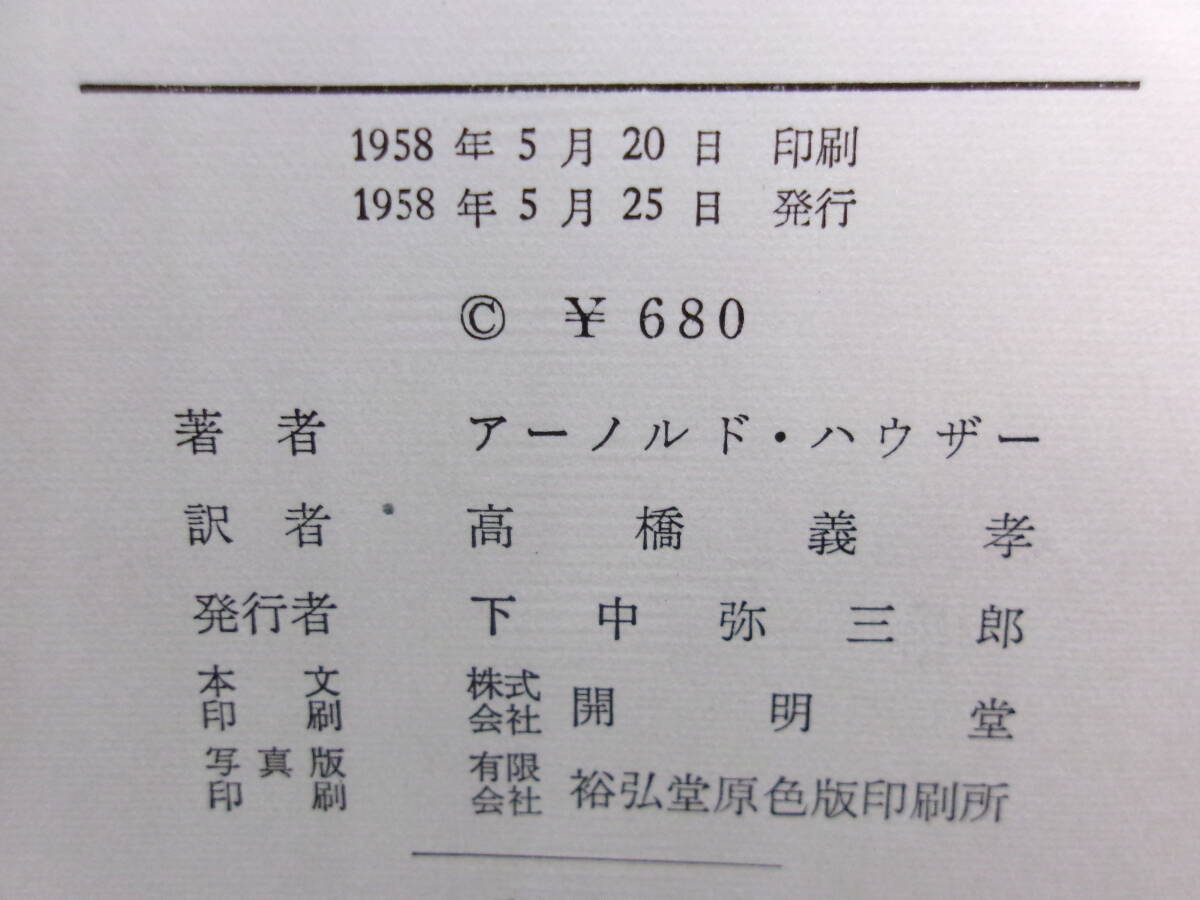 1958 年 5 月 20 日 印刷
1958 年 5 月 25 日 発行
© ¥ 680
著者 アーノルド・ハウザー
訳者 高橋義孝
発行者 下中弥三郎
本文印刷 株式会社 開明堂
写真版印刷 有限会社 裕弘堂原色版印刷所